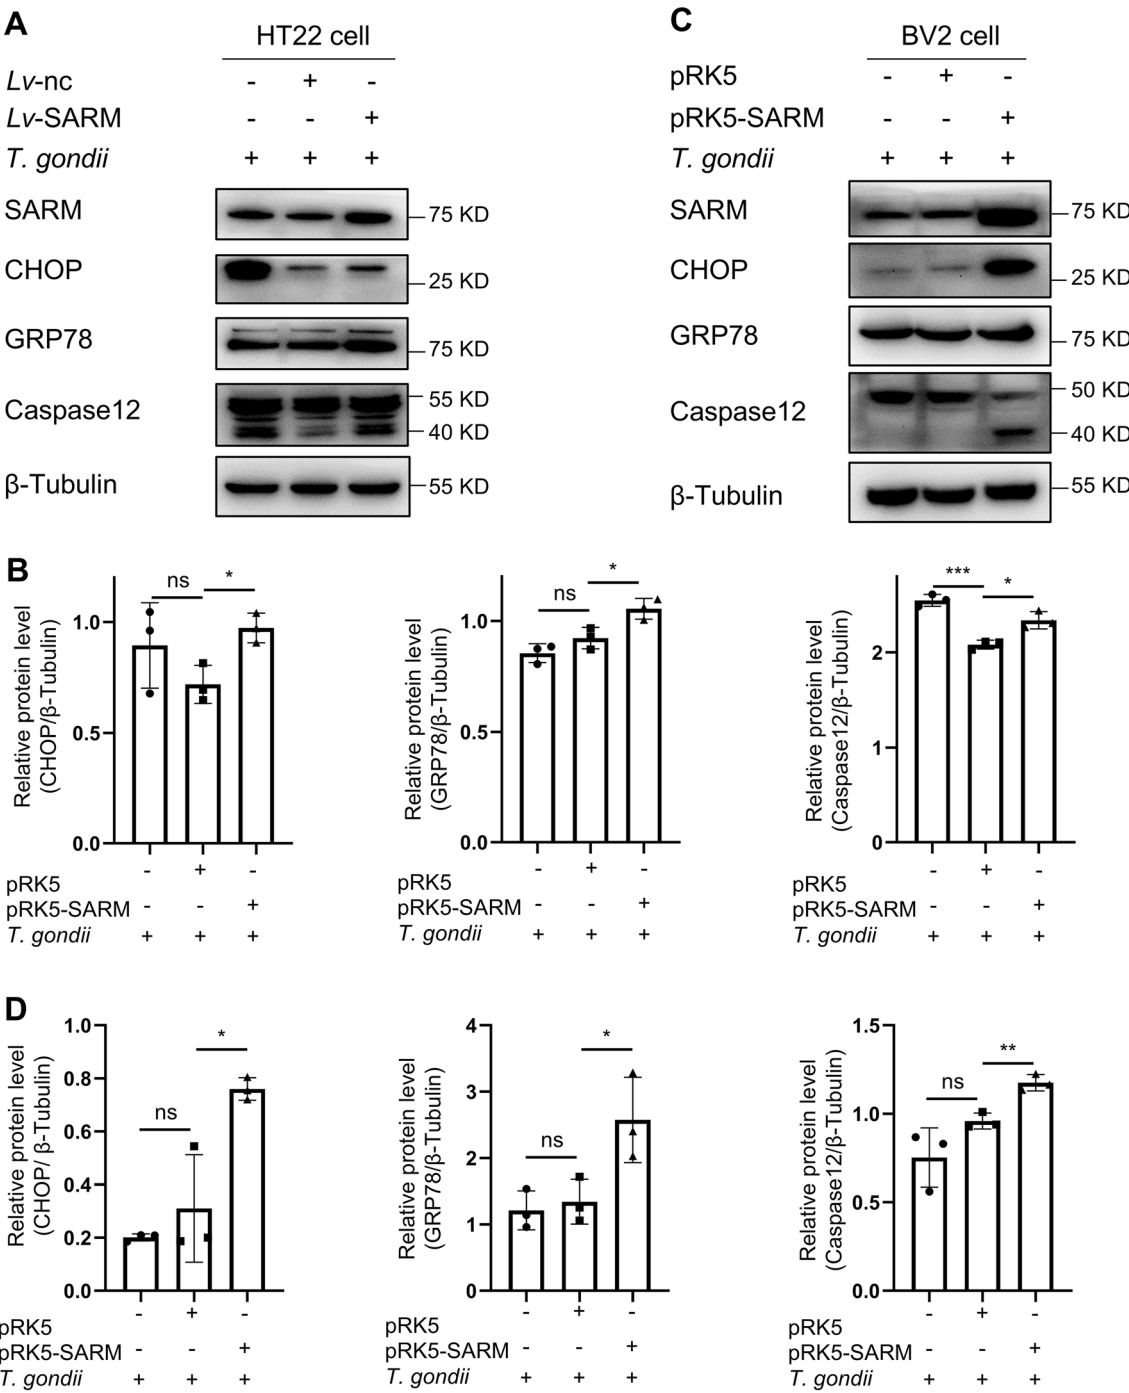 A
HT22 cell
Lv-nc - + -
Lv-SARM - - +
T. gondii + + +
SARM 75 KD
CHOP 25 KD
GRP78 75 KD
Caspase12 55 KD
40 KD
β-Tubulin 55 KD
C
BV2 cell
pRK5 - + -
pRK5-SARM - - +
T. gondii + + +
SARM 75 KD
CHOP 25 KD
GRP78 75 KD
Caspase12 50 KD
40 KD
β-Tubulin 55 KD
B
Relative protein level
(CHOP/β-Tubulin)
1.0
0.5
0.0
ns *
- + -
pRK5
pRK5-SARM - - +
T. gondii + + +
Relative protein level
(GRP78/β-Tubulin)
1.0
0.5
0.0
ns *
- + -
pRK5
pRK5-SARM - - +
T. gondii + + +
Relative protein level
(Caspase12/β-Tubulin)
2
1
0
*** *
- + -
pRK5
pRK5-SARM - - +
T. gondii + + +
D
Relative protein level
(CHOP/ β-Tubulin)
1.0
0.8
0.6
0.4
0.2
0.0
ns *
- + -
pRK5
pRK5-SARM - - +
T. gondii + + +
Relative protein level
(GRP78/β-Tubulin)
4
3
2
1
0
ns *
- + -
pRK5
pRK5-SARM - - +
T. gondii + + +
Relative protein level
(Caspase12/β-Tubulin)
1.5
1.0
0.5
0.0
ns **
- + -
pRK5
pRK5-SARM - - +
T. gondii + + +